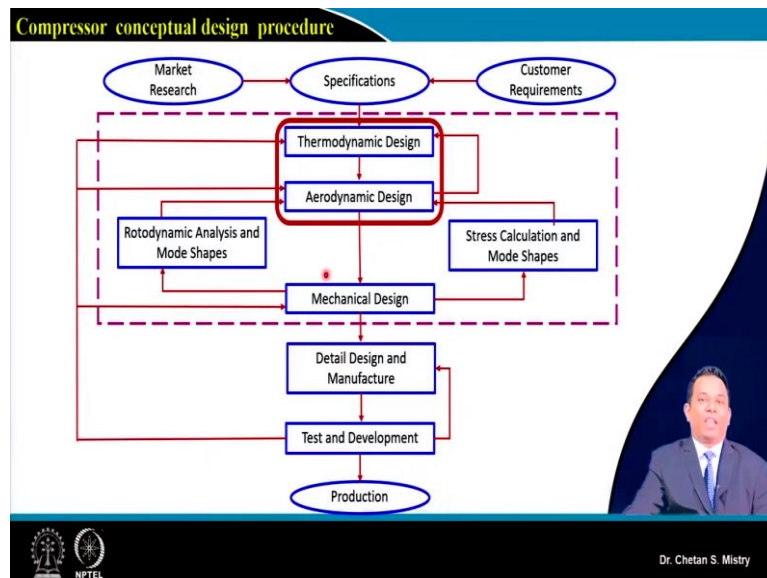 Compressor conceptual design procedure
Market
Research
Specifications
Customer
Requirements
Thermodynamic Design
Aerodynamic Design
Rotodynamic Analysis and
Mode Shapes
Stress Calculation and
Mode Shapes
Mechanical Design
Detail Design and
Manufacture
Test and Development
Production
NPTEL
Dr. Chetan S. Mistry